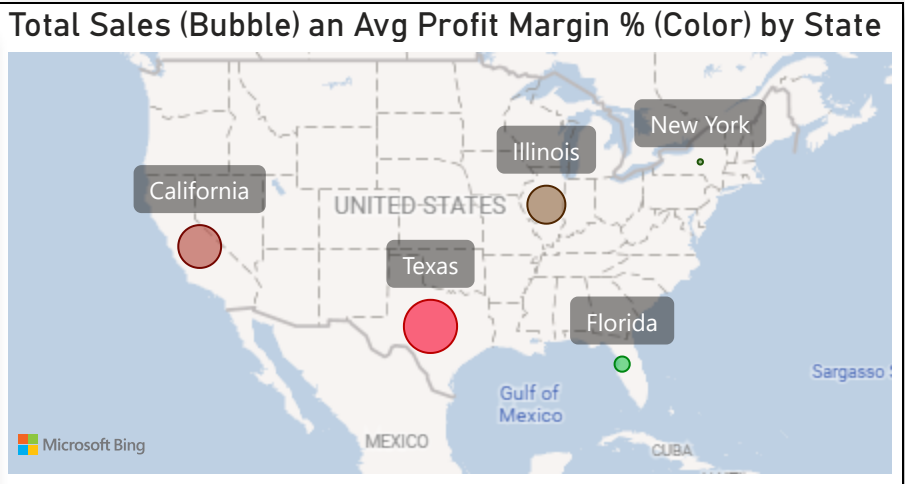 Total Sales (Bubble) an Avg Profit Margin % (Color) by State
New York
Illinois
California
UNITED STATES
Texas
Florida
Sargasso
Gulf of
Mexico
Microsoft Bing
MEXICO
CUBA